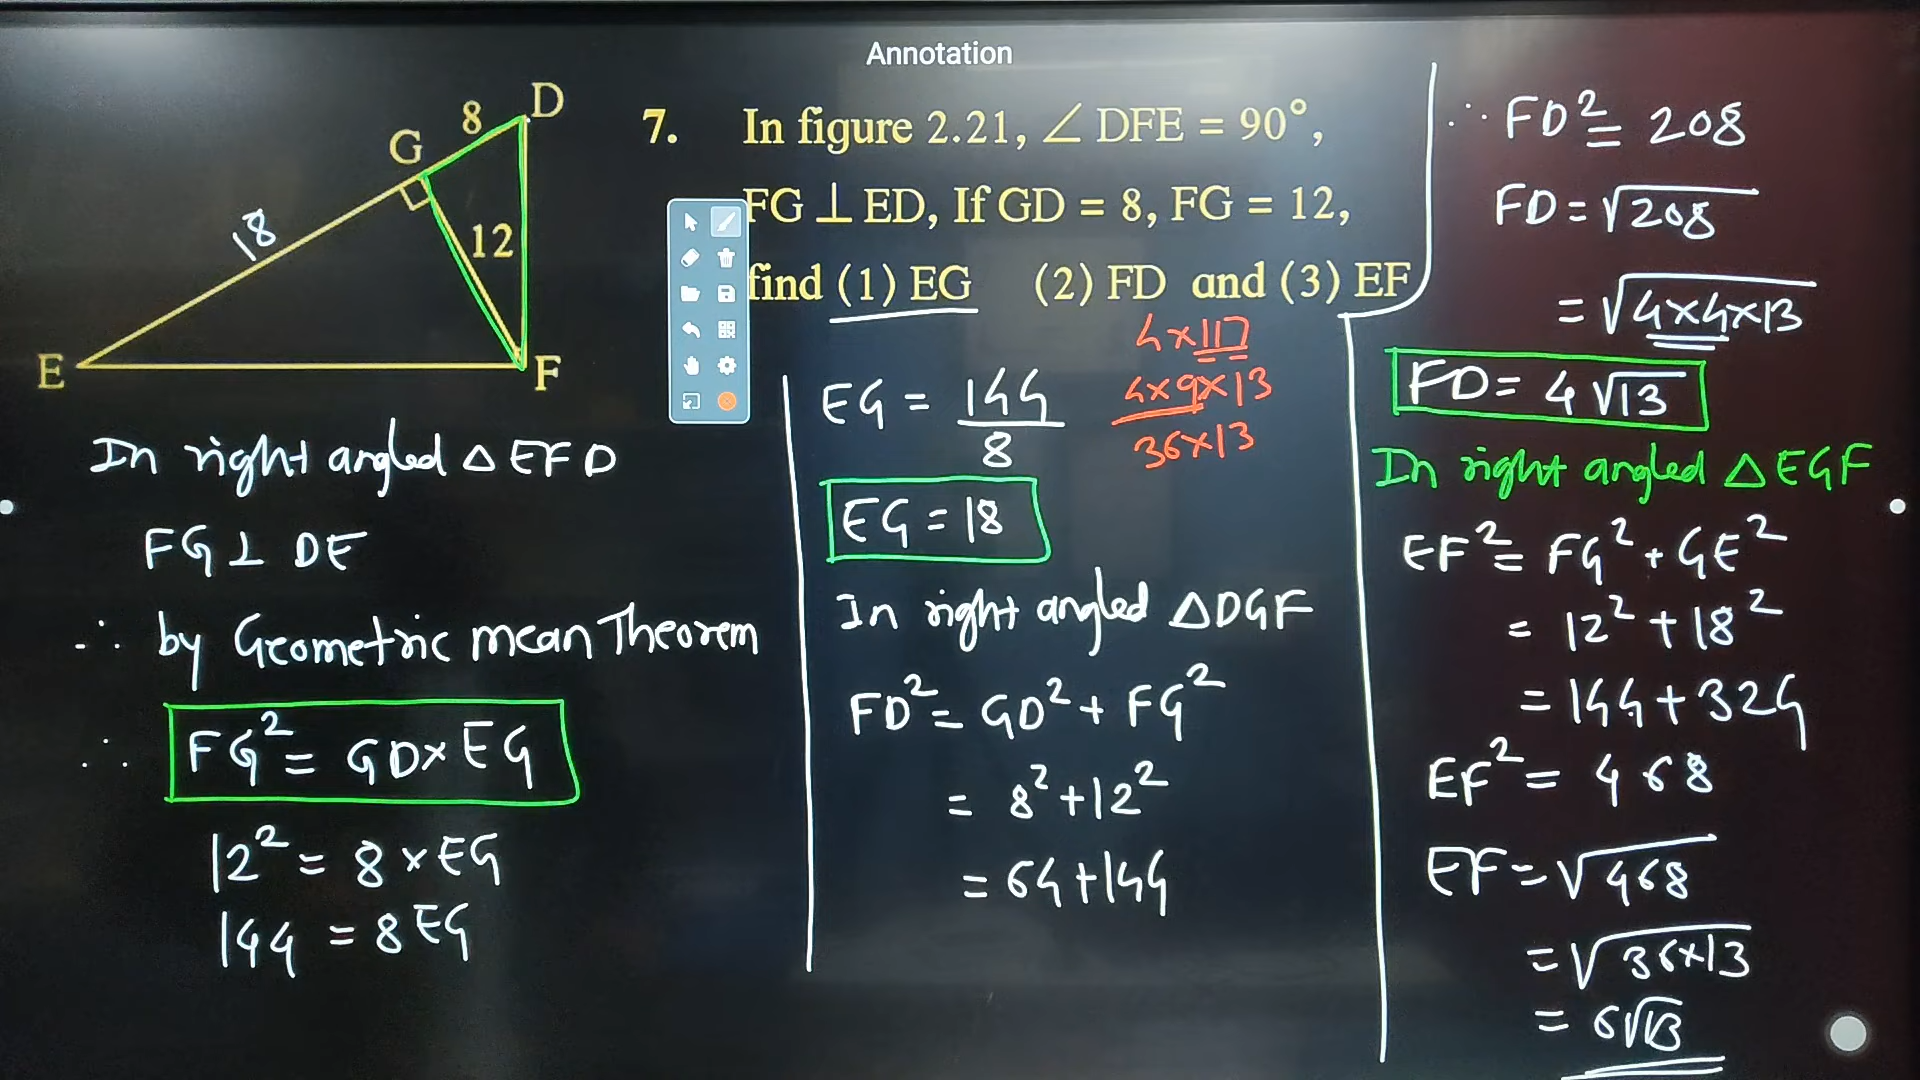 Annotation
D
8
G
18
12
E
F
7. In figure 2.21, ∠ DFE = 90°,
FG ⊥ ED, If GD = 8, FG = 12,
find (1) EG (2) FD and (3) EF
In right angled △ EFD
FG ⊥ DE
∴ by Geometric mean Theorem
∴ FG² = GD × EG
12² = 8 × EG
144 = 8 EG
EG = 144/8
4 × 117
4 × 9 × 13
36 × 13
EG = 18
In right angled △DGF
FD² = GD² + FG²
= 8² + 12²
= 64 + 144
∴ FD² = 208
FD = √208
= √4×4×13
FD = 4√13
In right angled △ EGF
EF² = FG² + GE²
= 12² + 18²
= 144 + 324
EF² = 468
EF = √468
= √36×13
= 6√13